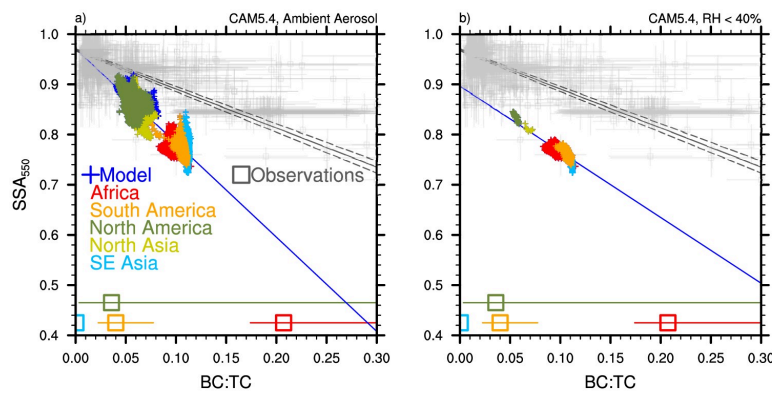 a) CAM5.4, Ambient Aerosol
1.0
0.9
0.8
0.7
0.6
0.5
0.4
SSA550
+Model
Observations
Africa
South America
North America
North Asia
SE Asia
0.00 0.05 0.10 0.15 0.20 0.25 0.30
BC:TC
b) CAM5.4, RH < 40%
1.0
0.9
0.8
0.7
0.6
0.5
0.4
0.00 0.05 0.10 0.15 0.20 0.25 0.30
BC:TC